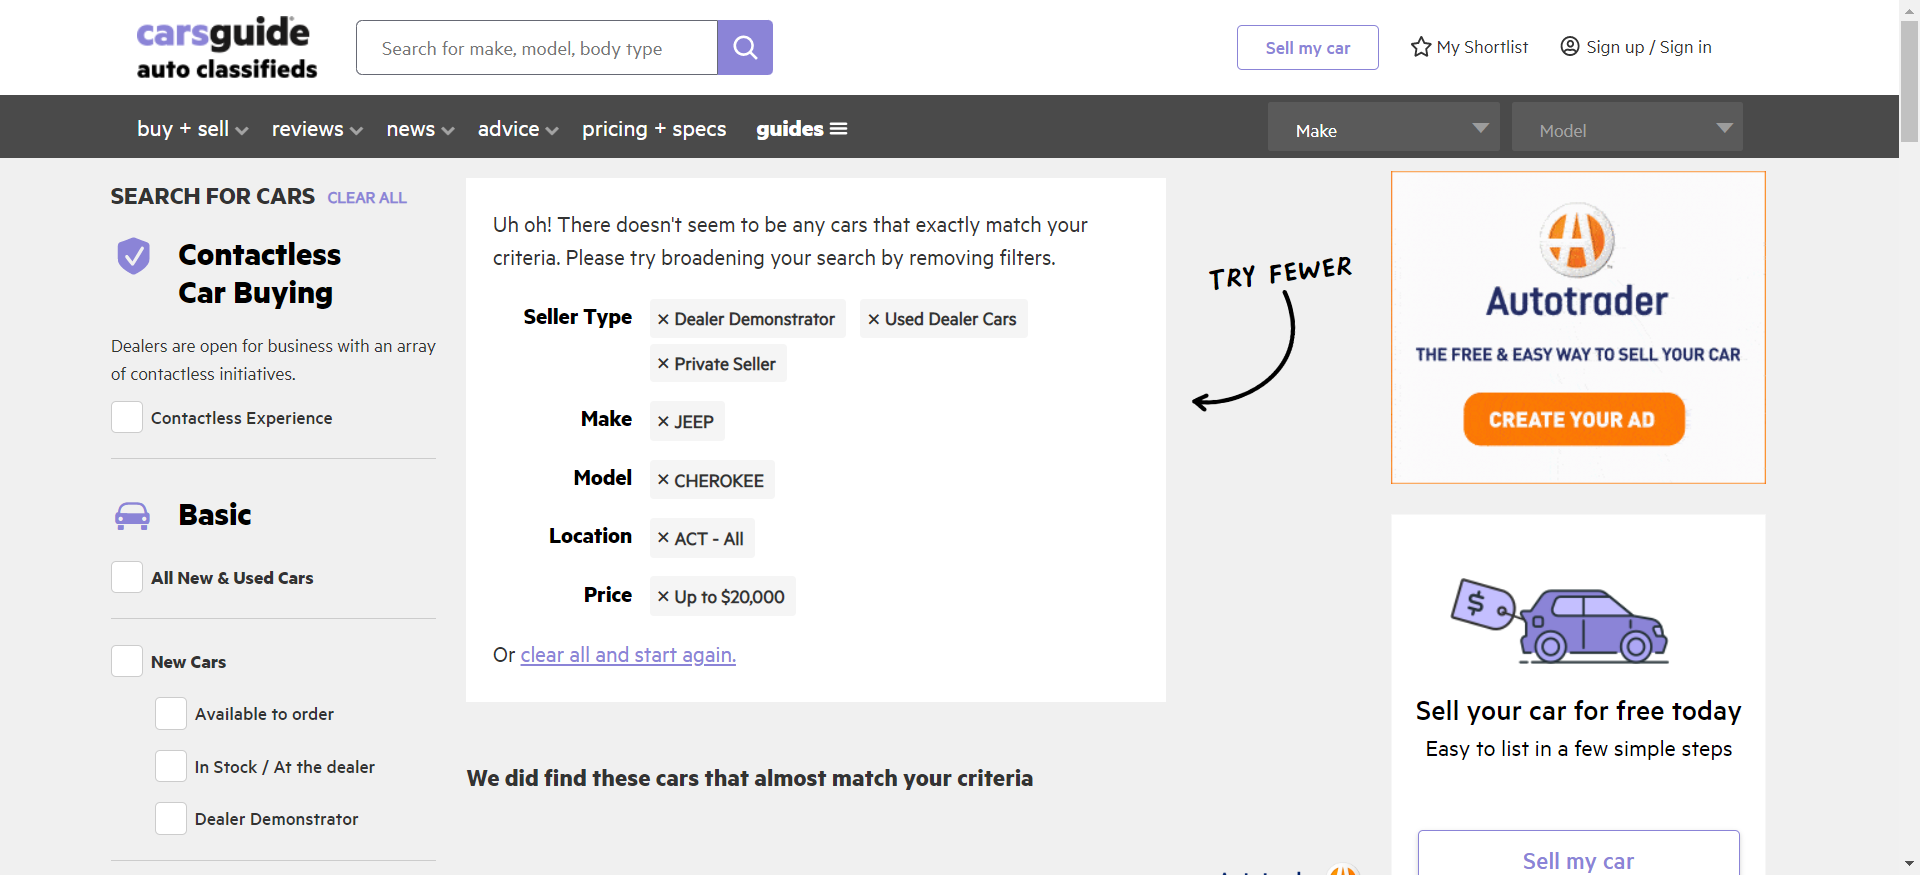 carsguide
auto classifieds
Search for make, model, body type
Sell my car
My Shortlist
Sign up / Sign in
buy + sell
reviews
news
advice
pricing + specs
guides
Make
Model
SEARCH FOR CARS CLEAR ALL
Contactless
Car Buying
Dealers are open for business with an array
of contactless initiatives.
Contactless Experience
Basic
All New & Used Cars
New Cars
Available to order
In Stock / At the dealer
Dealer Demonstrator
Uh oh! There doesn't seem to be any cars that exactly match your
criteria. Please try broadening your search by removing filters.
Seller Type × Dealer Demonstrator × Used Dealer Cars
× Private Seller
Make × JEEP
Model × CHEROKEE
Location × ACT - All
Price × Up to $20,000
Or clear all and start again.
TRY FEWER
We did find these cars that almost match your criteria
Autotrader
THE FREE & EASY WAY TO SELL YOUR CAR
CREATE YOUR AD
$
Sell your car for free today
Easy to list in a few simple steps
Sell my car